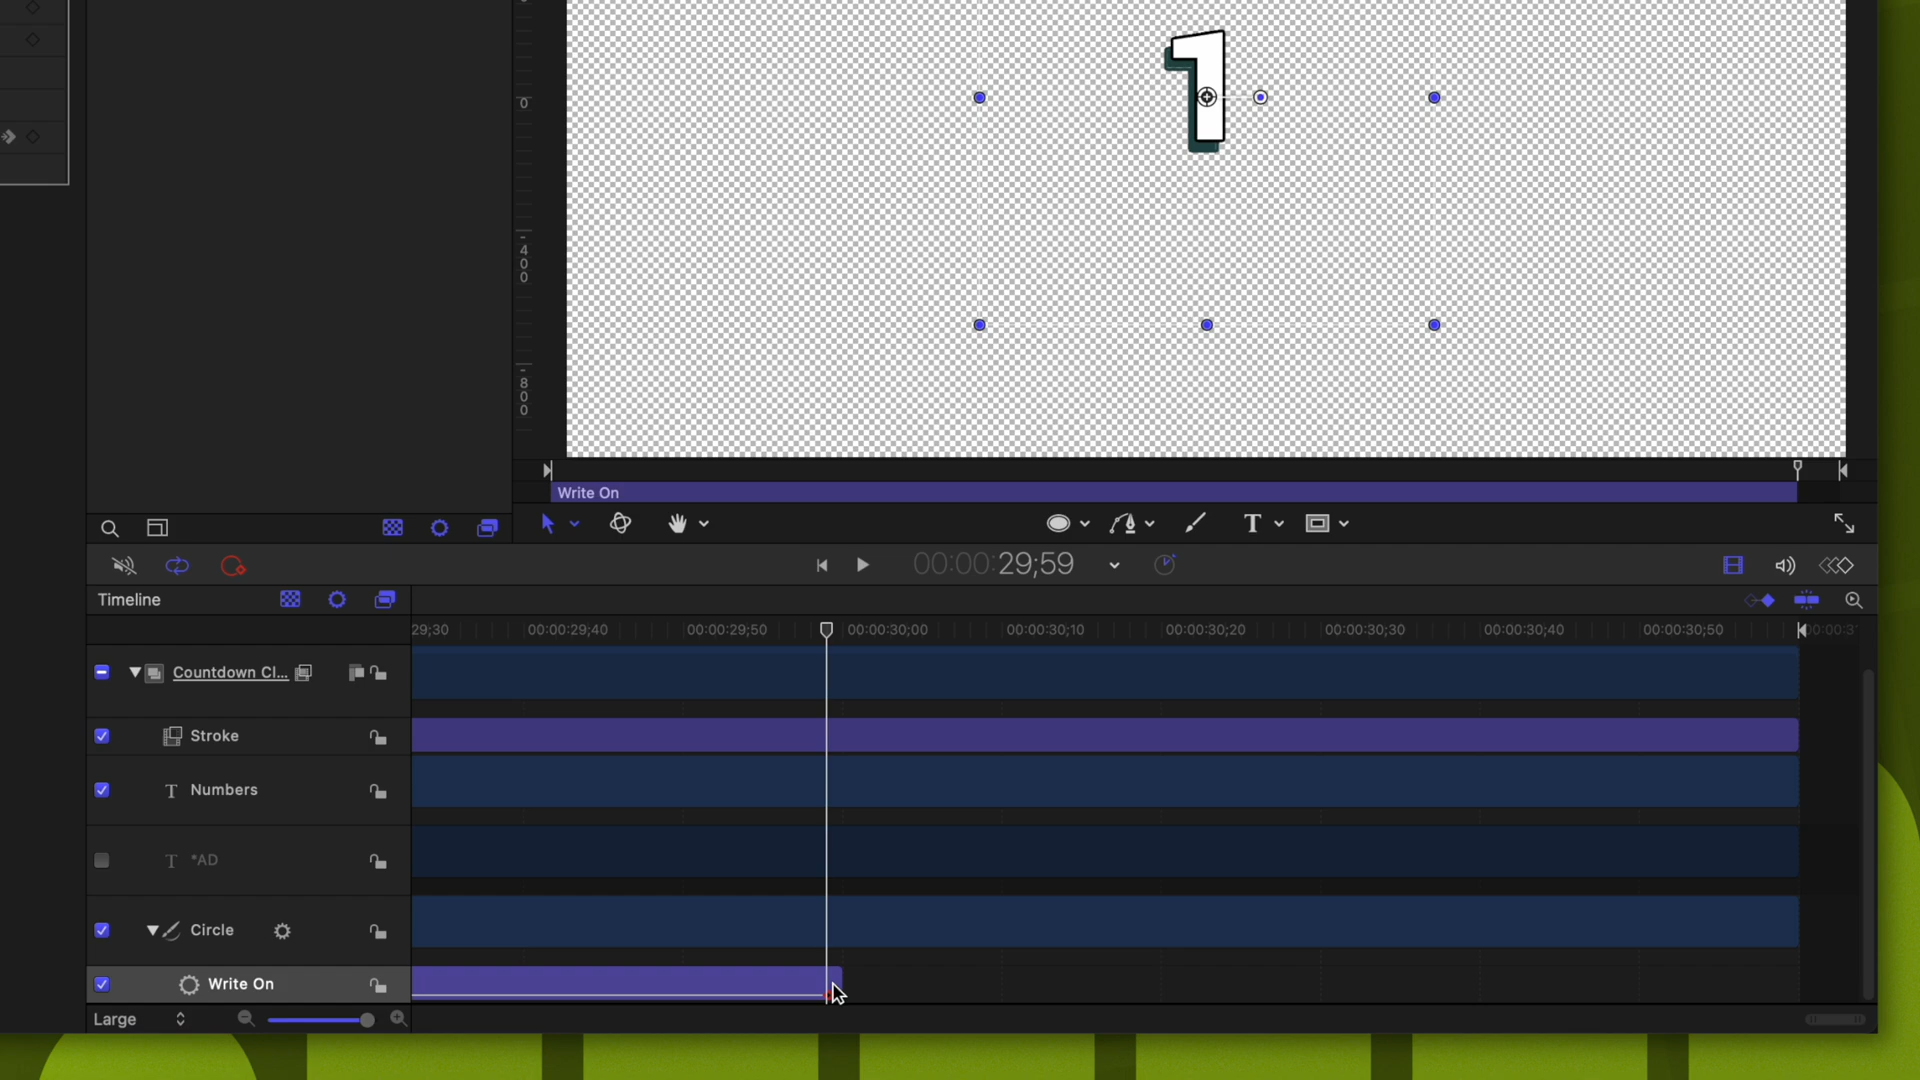 1
0
-400
-800
Write On
00:00:29;59
Timeline
29;30 00:00:29;40 00:00:29;50 00:00:30;00 00:00:30;10 00:00:30;20 00:00:30;30 00:00:30;40 00:00:30;50 00:00:3
Countdown Cl...
Stroke
T Numbers
T *AD
Circle
Write On
Large